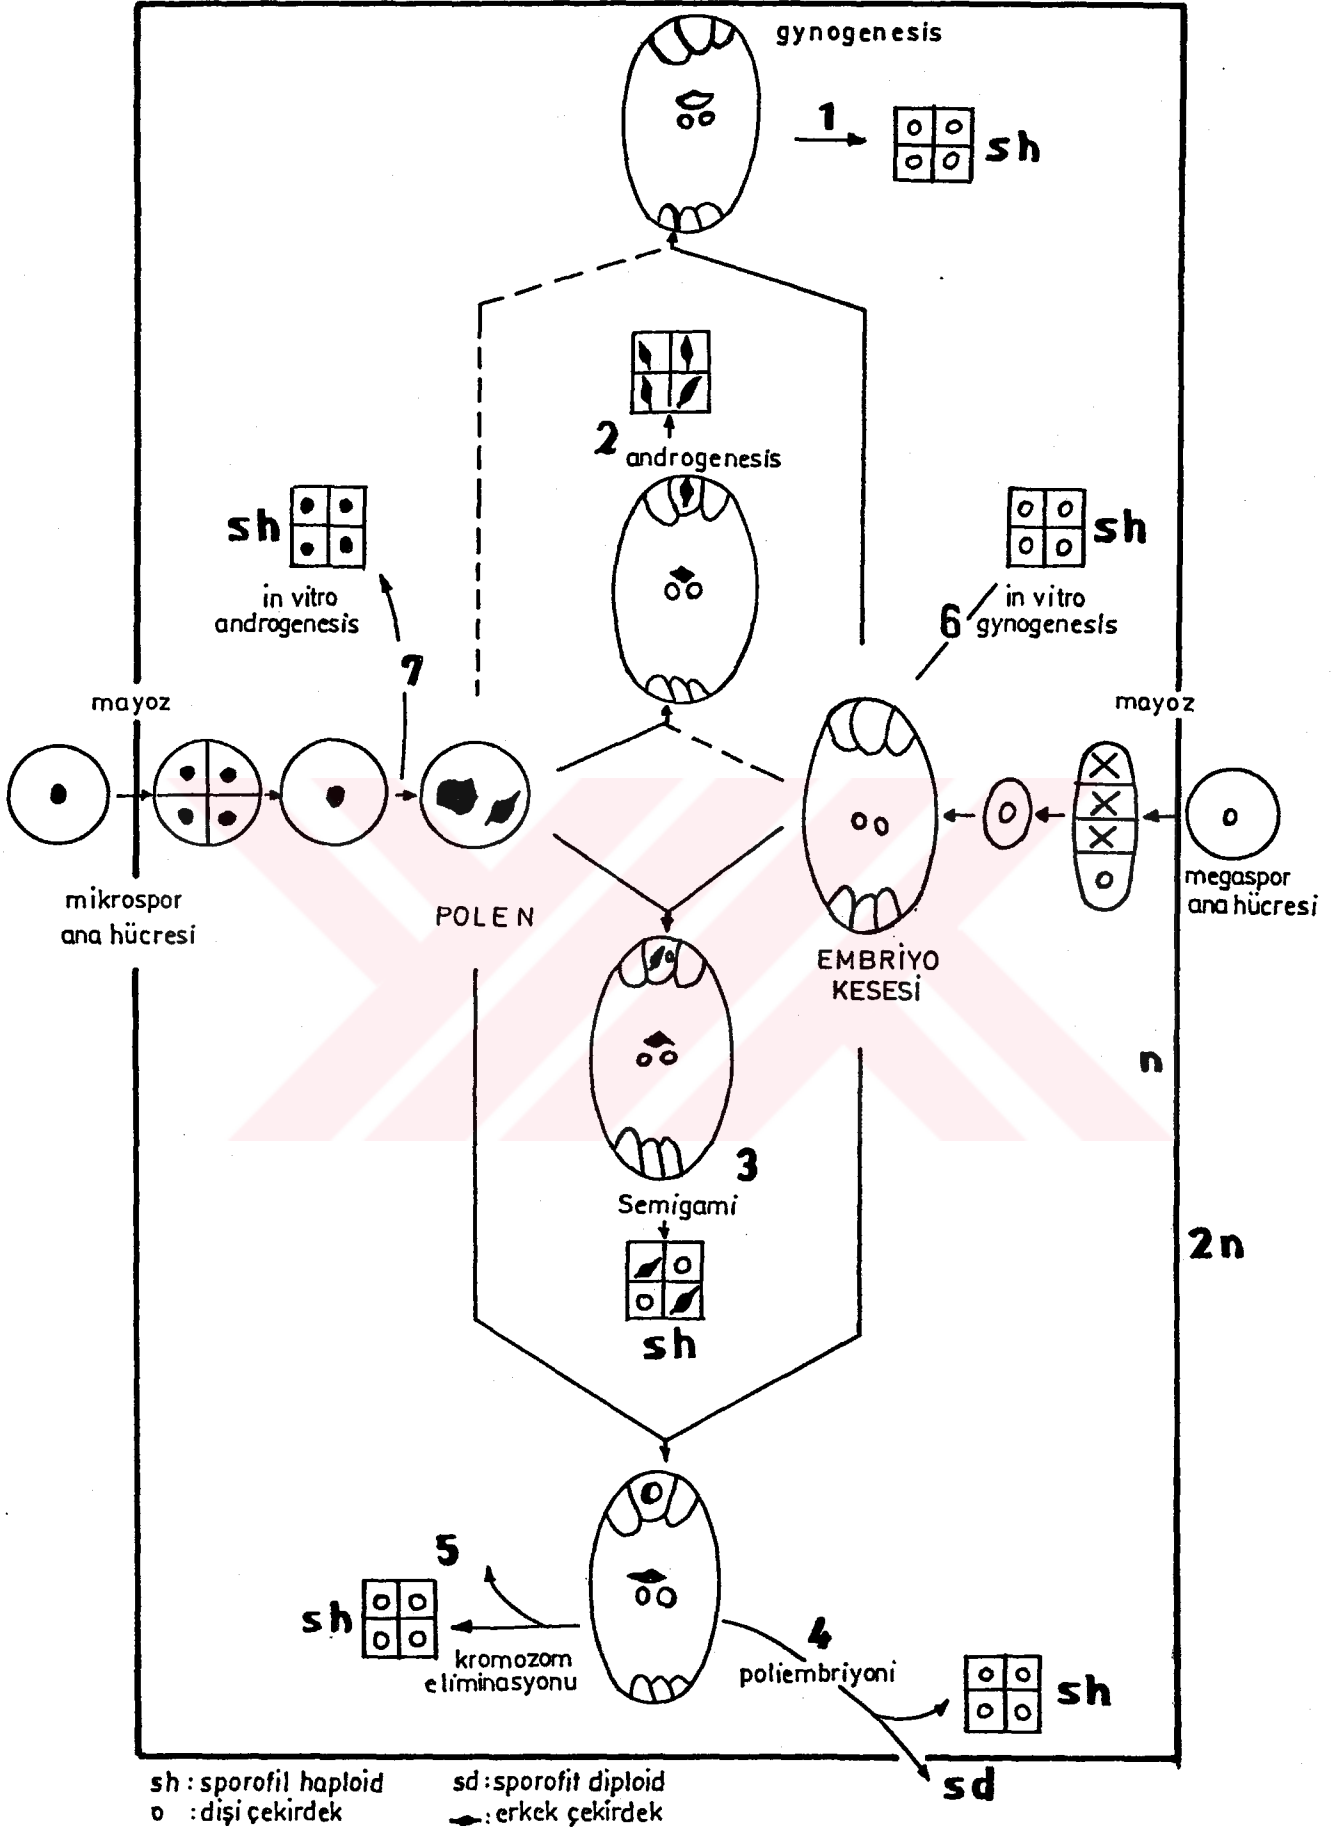 gynogenesis
1
sh
2
androgenesis
sh
in vitro
androgenesis
sh
in vitro
gynogenesis
6
7
mayoz
mayoz
mikrospor
ana hücresi
POLEN
megaspor
ana hücresi
EMBRİYO
KESESİ
n
3
Semigami
2n
sh
5
sh
kromozom
eliminasyonu
4
poliembriyoni
sh
sd
sh : sporofil haploid
sd : sporofit diploid
o : dişi çekirdek
: erkek çekirdek